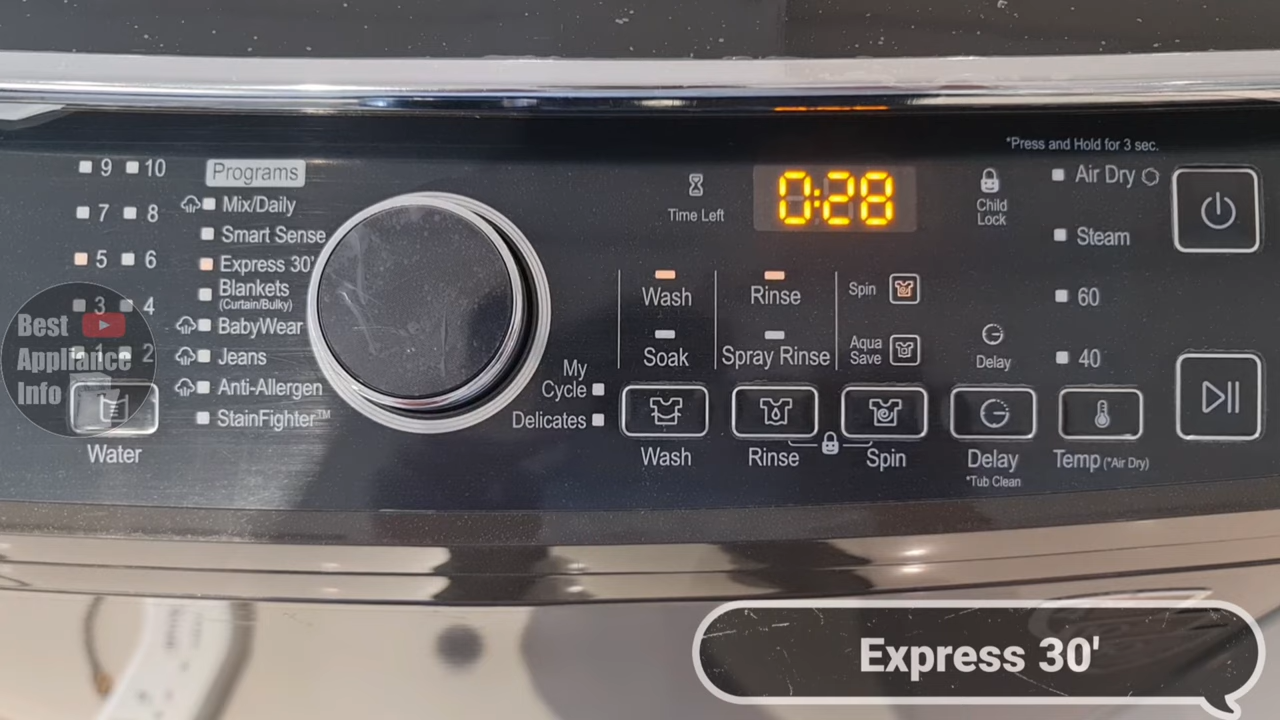 *Press and Hold for 3 sec.
9 10
7 8
5 6
3 4
1 2
Water
Best
Appliance
Info
Programs
Mix/Daily
Smart Sense
Express 30'
Blankets
(Curtain/Bulky)
BabyWear
Jeans
Anti-Allergen
StainFighter™
My
Cycle
Delicates
Time Left
0:28
Child
Lock
Wash
Soak
Wash
Rinse
Spray Rinse
Rinse
Spin
Aqua
Save
Spin
Delay
Delay
*Tub Clean
Air Dry
Steam
60
40
Temp (*Air Dry)
Express 30'